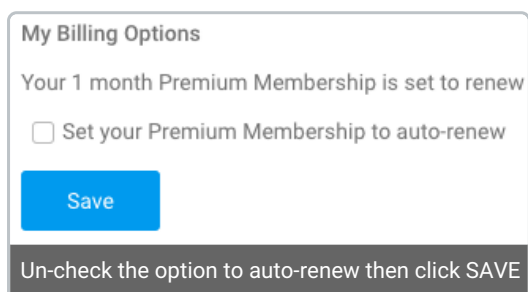 My Billing Options
Your 1 month Premium Membership is set to renew
Set your Premium Membership to auto-renew
Save
Un-check the option to auto-renew then click SAVE